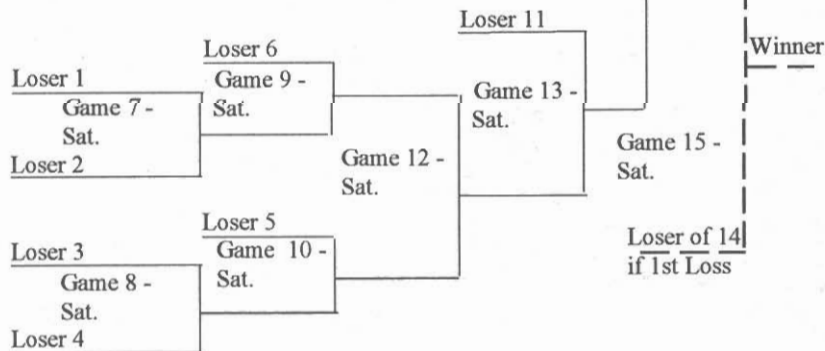 Loser 11
Winner
Loser 6
Loser 1
Game 9 -
Sat.
Game 13 -
Sat.
Game 7 -
Sat.
Game 15 -
Sat.
Game 12 -
Sat.
Loser 2
Loser 5
Loser of 14
if 1st Loss
Loser 3
Game 10 -
Sat.
Game 8 -
Sat.
Loser 4